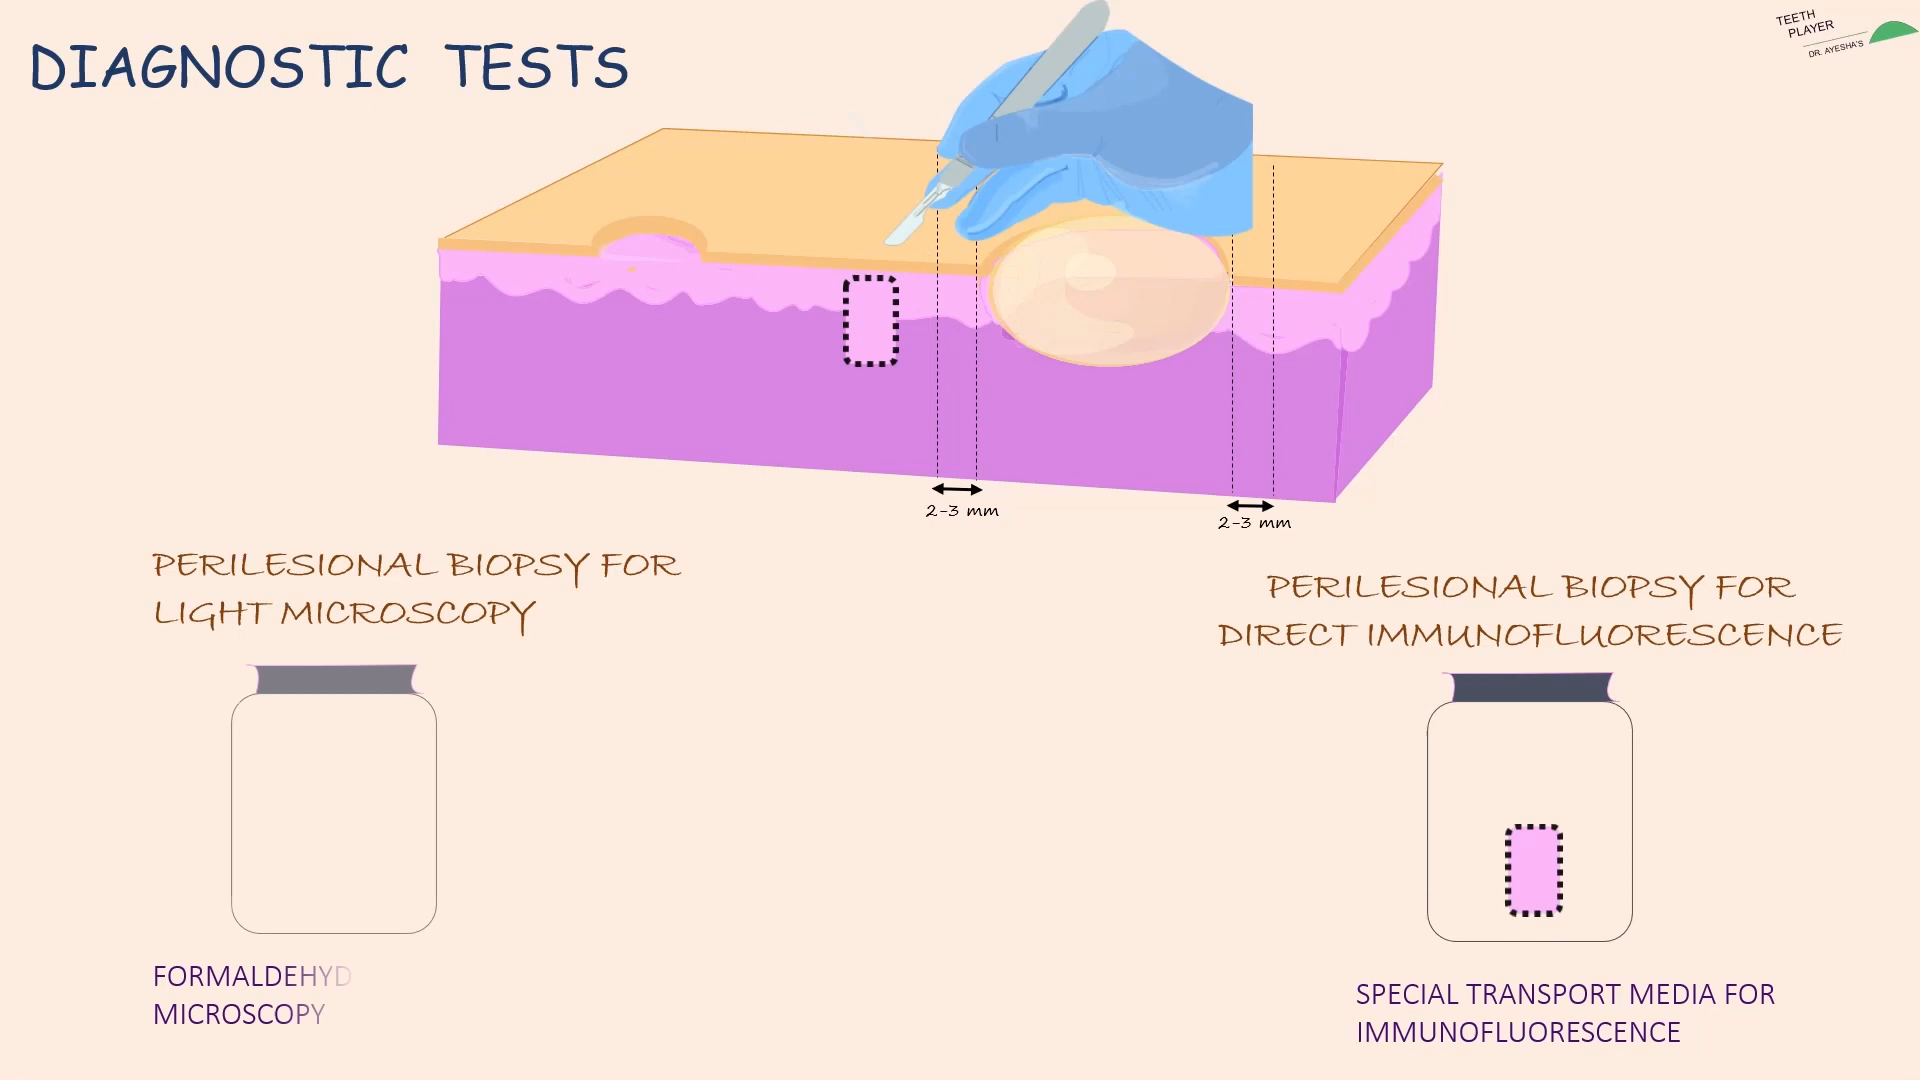 DIAGNOSTIC TESTS
TEETH
PLAYER
DR. AYESHA'S
2-3 mm
2-3 mm
PERILESIONAL BIOPSY FOR
LIGHT MICROSCOPY
PERILESIONAL BIOPSY FOR
DIRECT IMMUNOFLUORESCENCE
FORMALDEHYD
MICROSCOPY
SPECIAL TRANSPORT MEDIA FOR
IMMUNOFLUORESCENCE